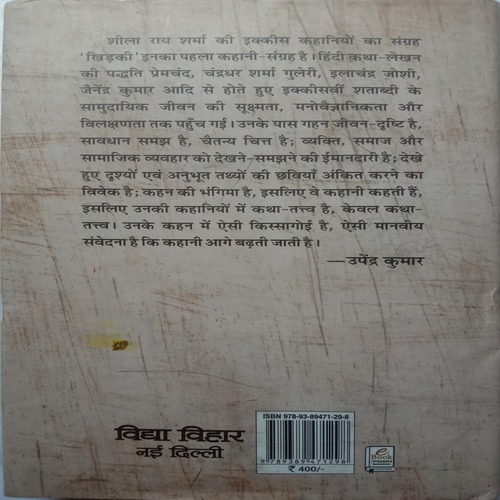 शीला राय शर्मा की इक्कीस कहानियों का संग्रह
'खिड़की' इनका पहला कहानी-संग्रह है। हिंदी कथा-लेखन
की पद्धति प्रेमचंद, चंद्रधर शर्मा गुलेरी, इलाचंद्र जोशी,
जैनेंद्र कुमार आदि से होते हुए इक्कीसवीं शताब्दी के
सामुदायिक जीवन की सूक्ष्मता, मनोवैज्ञानिकता और
विलक्षणता तक पहुँच गई। उनके पास गहन जीवन-दृष्टि है,
सावधान समझ है, चैतन्य चित्त है; व्यक्ति, समाज और
सामाजिक व्यवहार को देखने-समझने की ईमानदारी है; देखे
हुए दृश्यों एवं अनुभूत तथ्यों की छवियाँ अंकित करने का
विवेक है; कहन की भंगिमा है, इसलिए वे कहानी कहती हैं,
इसलिए उनकी कहानियों में कथा-तत्त्व है, केवल कथा-
तत्त्व। उनके कहन में ऐसी किस्सागोई है, ऐसी मानवीय
संवेदना है कि कहानी आगे बढ़ती जाती है।
—उपेंद्र कुमार
ISBN 978-93-89471-29-8
9 789389 471298
₹ 400/-
e
Book
विद्या विहार
नई दिल्ली